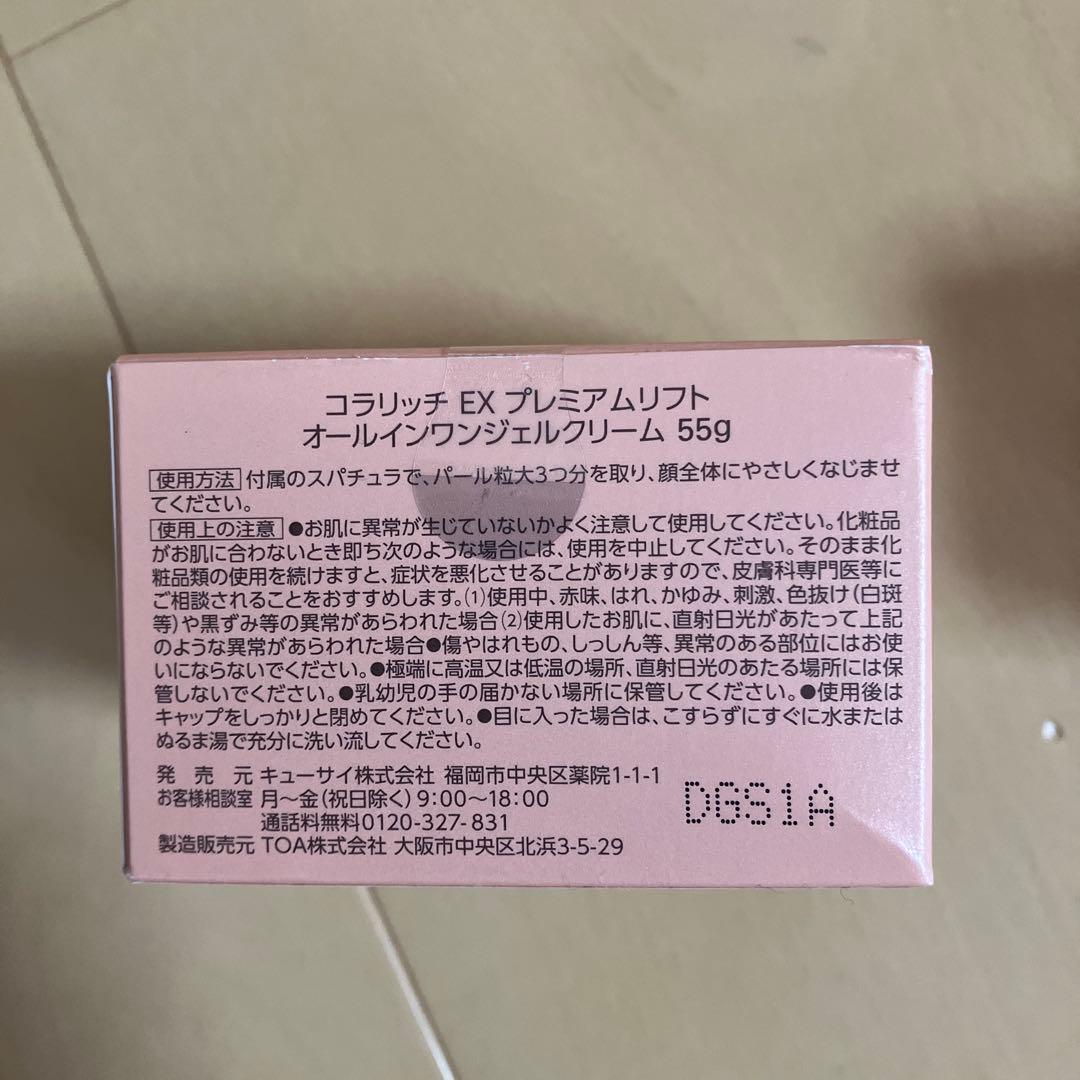 コラリッチ EX プレミアムリフト
オールインワンジェルクリーム 55g
使用方法 付属のスパチュラで、パール粒大3つ分を取り、顔全体にやさしくなじませ
てください。
使用上の注意 ●お肌に異常が生じていないかよく注意して使用してください。化粧品
がお肌に合わないとき即ち次のような場合には、使用を中止してください。そのまま化
粧品類の使用を続けますと、症状を悪化させることがありますので、皮膚科専門医等に
ご相談されることをおすすめします。(1)使用中、赤味、はれ、かゆみ、刺激、色抜け(白斑
等)や黒ずみ等の異常があらわれた場合(2)使用したお肌に、直射日光があたって上記
のような異常があらわれた場合●傷やはれもの、しっしん等、異常のある部位にはお使
いにならないでください。●極端に高温又は低温の場所、直射日光のあたる場所には保
管しないでください。●乳幼児の手の届かない場所に保管してください。●使用後は
キャップをしっかりと閉めてください。●目に入った場合は、こすらずにすぐに水または
ぬるま湯で充分に洗い流してください。
発売元 キューサイ株式会社 福岡市中央区薬院1-1-1
お客様相談室 月～金(祝日除く) 9:00～18:00
通話料無料0120-327-831
製造販売元 TOA株式会社 大阪市中央区北浜3-5-29
DGS1A